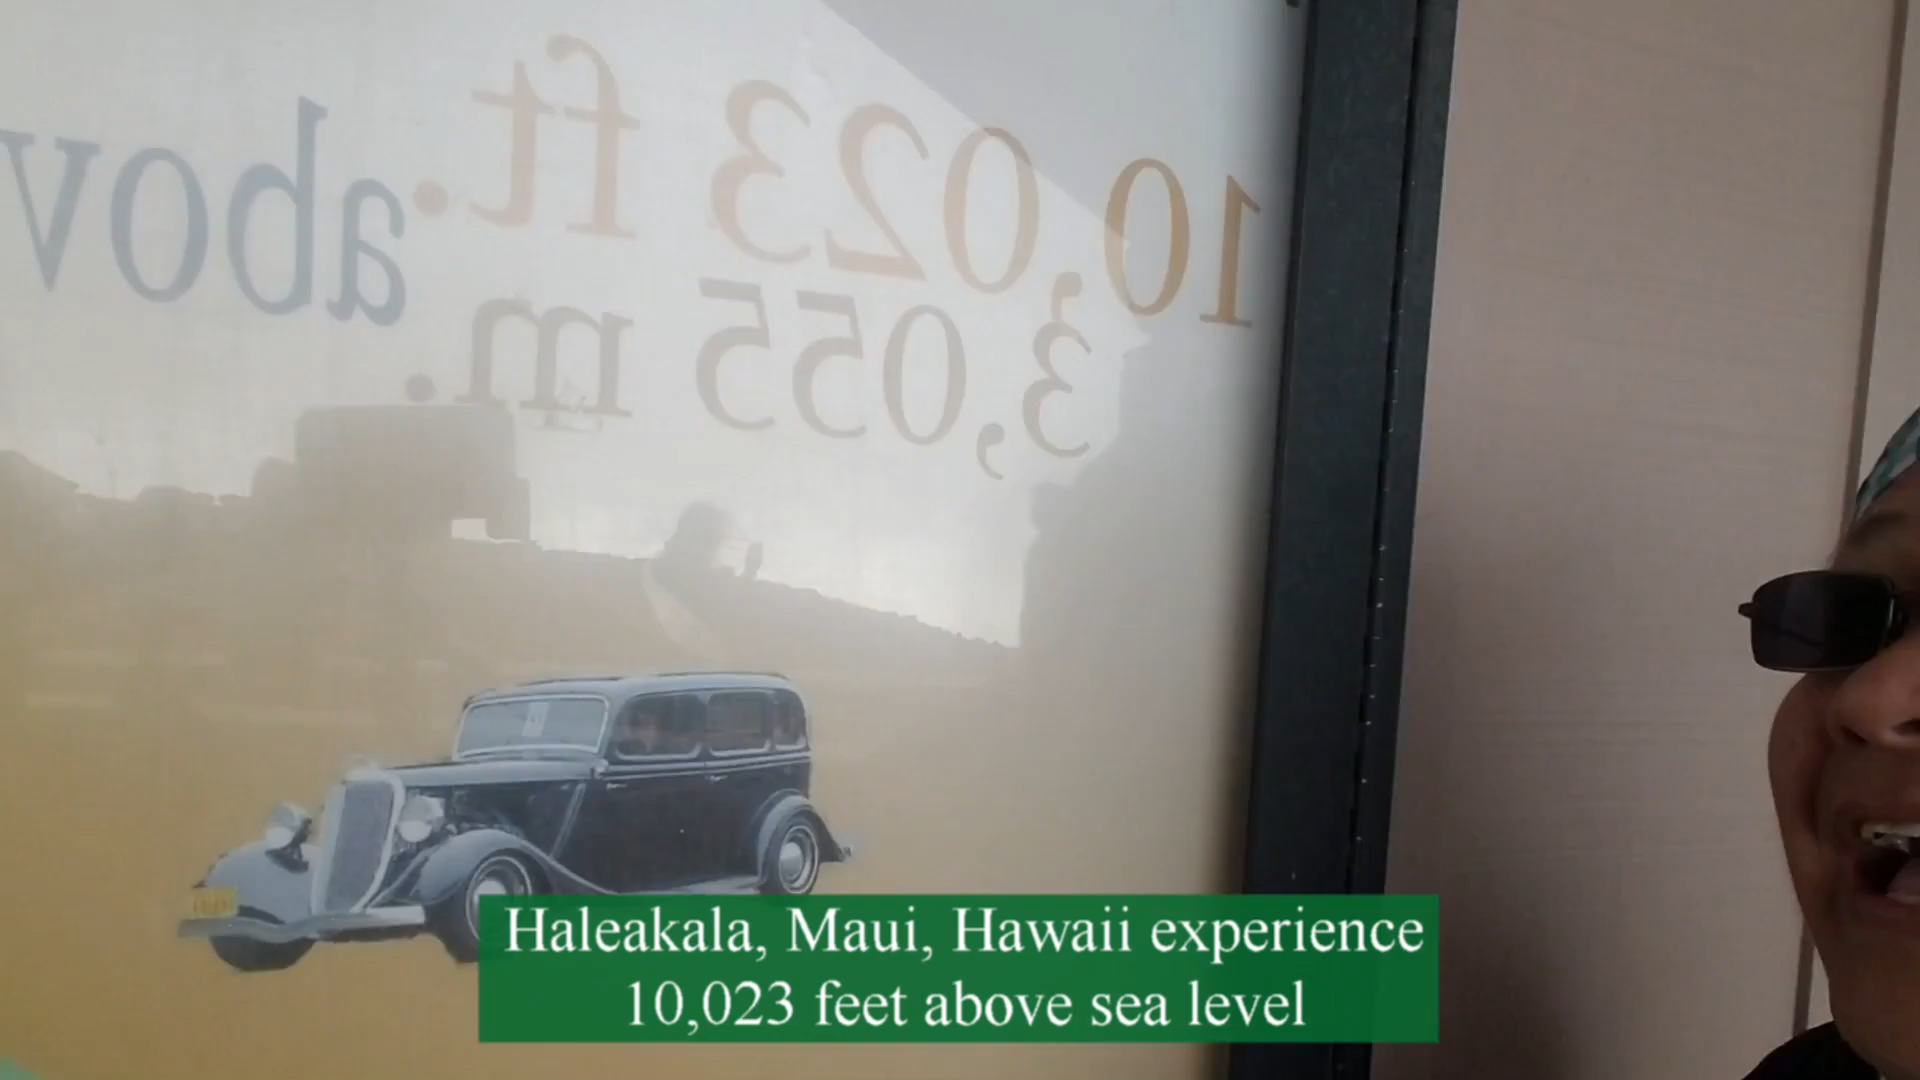 10,023 ft.
3,055 m.
abov
Haleakala, Maui, Hawaii experience
10,023 feet above sea level